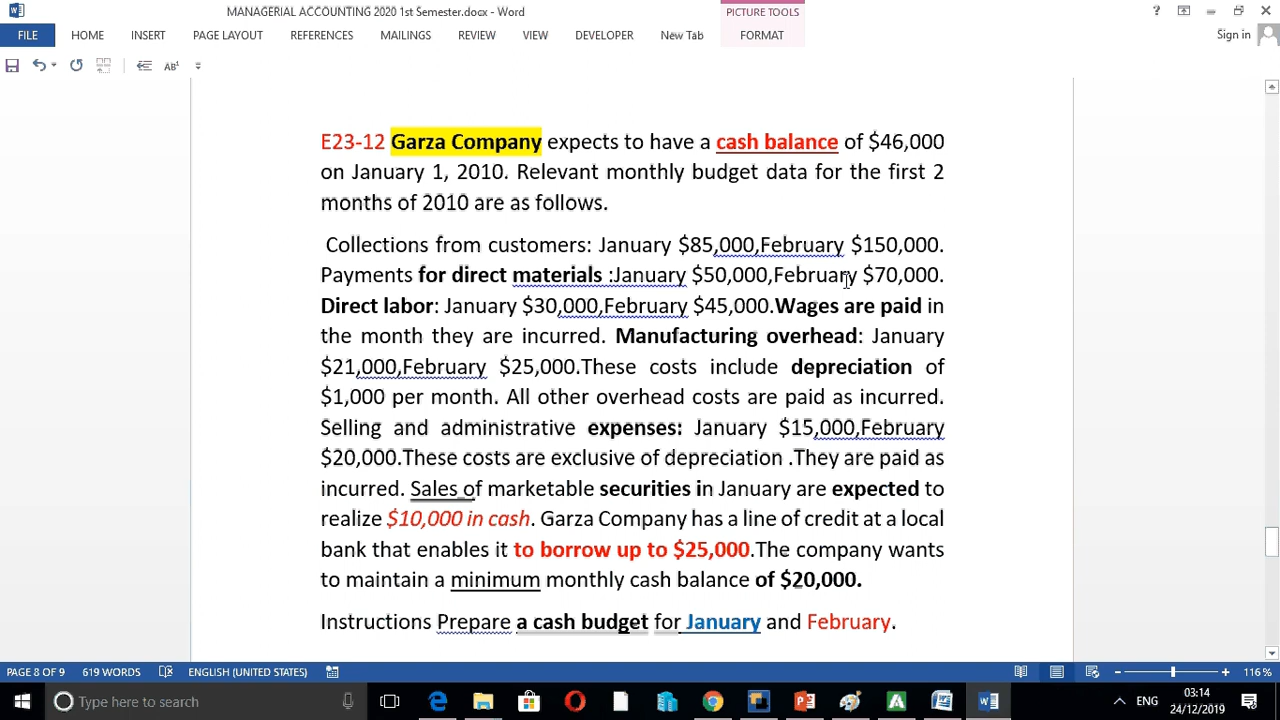 MANAGERIAL ACCOUNTING 2020 1st Semester.docx - Word
PICTURE TOOLS
?
FILE HOME INSERT PAGE LAYOUT REFERENCES MAILINGS REVIEW VIEW DEVELOPER New Tab FORMAT Sign in
AB¹
E23-12 Garza Company expects to have a cash balance of $46,000
on January 1, 2010. Relevant monthly budget data for the first 2
months of 2010 are as follows.
Collections from customers: January $85,000,February $150,000.
Payments for direct materials :January $50,000,February $70,000.
Direct labor: January $30,000,February $45,000.Wages are paid in
the month they are incurred. Manufacturing overhead: January
$21,000,February $25,000.These costs include depreciation of
$1,000 per month. All other overhead costs are paid as incurred.
Selling and administrative expenses: January $15,000,February
$20,000.These costs are exclusive of depreciation .They are paid as
incurred. Sales of marketable securities in January are expected to
realize $10,000 in cash. Garza Company has a line of credit at a local
bank that enables it to borrow up to $25,000.The company wants
to maintain a minimum monthly cash balance of $20,000.
Instructions Prepare a cash budget for January and February.
PAGE 8 OF 9 619 WORDS ENGLISH (UNITED STATES) 116 %
Type here to search
ENG
03:14
24/12/2019